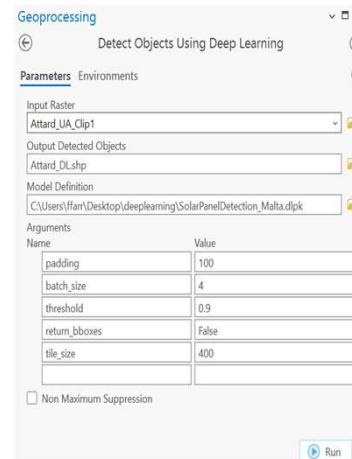 Geoprocessing
Detect Objects Using Deep Learning
Parameters Environments
Input Raster
Attard_UA_Clip1
Output Detected Objects
Attard_DL.shp
Model Definition
C:\Users\ffarr\Desktop\deeplearning\SolarPanelDetection_Malta.dlpk
Arguments
Name Value
padding 100
batch_size 4
threshold 0.9
return_bboxes False
tile_size 400
Non Maximum Suppression
Run